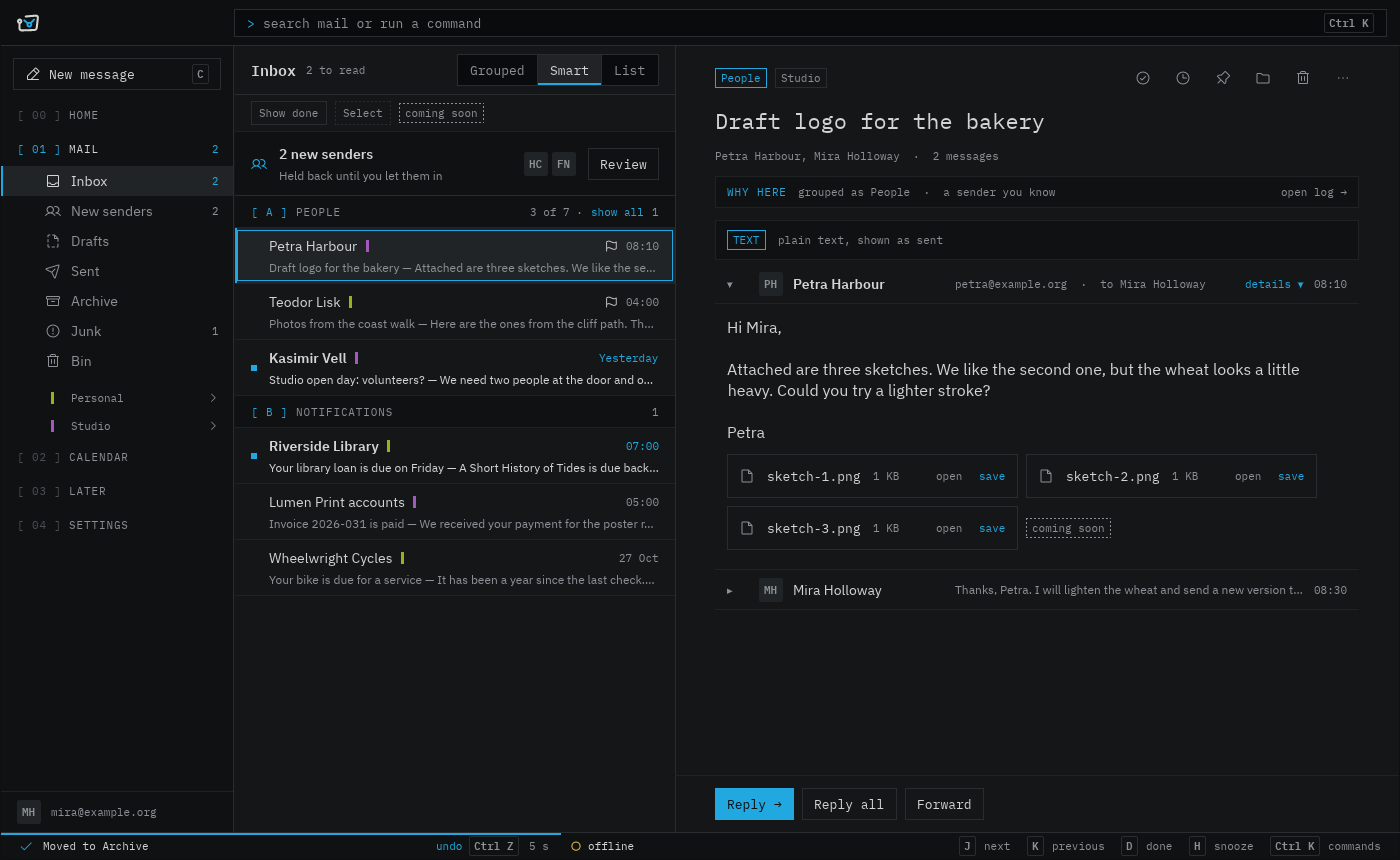 > search mail or run a command Ctrl K
New message C
[ 00 ] HOME
[ 01 ] MAIL 2
Inbox 2
New senders 2
Drafts
Sent
Archive
Junk 1
Bin
Personal
Studio
[ 02 ] CALENDAR
[ 03 ] LATER
[ 04 ] SETTINGS
MH mira@example.org
Inbox 2 to read Grouped Smart List
Show done Select coming soon
2 new senders
Held back until you let them in
HC FN Review
[ A ] PEOPLE 3 of 7 · show all 1
Petra Harbour 08:10
Draft logo for the bakery — Attached are three sketches. We like the se…
Teodor Lisk 04:00
Photos from the coast walk — Here are the ones from the cliff path. Th…
Kasimir Vell Yesterday
Studio open day: volunteers? — We need two people at the door and o…
[ B ] NOTIFICATIONS 1
Riverside Library 07:00
Your library loan is due on Friday — A Short History of Tides is due back…
Lumen Print accounts 05:00
Invoice 2026-031 is paid — We received your payment for the poster r…
Wheelwright Cycles 27 Oct
Your bike is due for a service — It has been a year since the last check.…
People Studio
Draft logo for the bakery
Petra Harbour, Mira Holloway · 2 messages
WHY HERE grouped as People · a sender you know open log →
TEXT plain text, shown as sent
▾ PH Petra Harbour petra@example.org · to Mira Holloway details ▾ 08:10
Hi Mira,
Attached are three sketches. We like the second one, but the wheat looks a little
heavy. Could you try a lighter stroke?
Petra
sketch-1.png 1 KB open save
sketch-2.png 1 KB open save
sketch-3.png 1 KB open save
coming soon
▸ MH Mira Holloway Thanks, Petra. I will lighten the wheat and send a new version t… 08:30
Reply → Reply all Forward
Moved to Archive undo Ctrl Z 5 s offline J next K previous D done H snooze Ctrl K commands